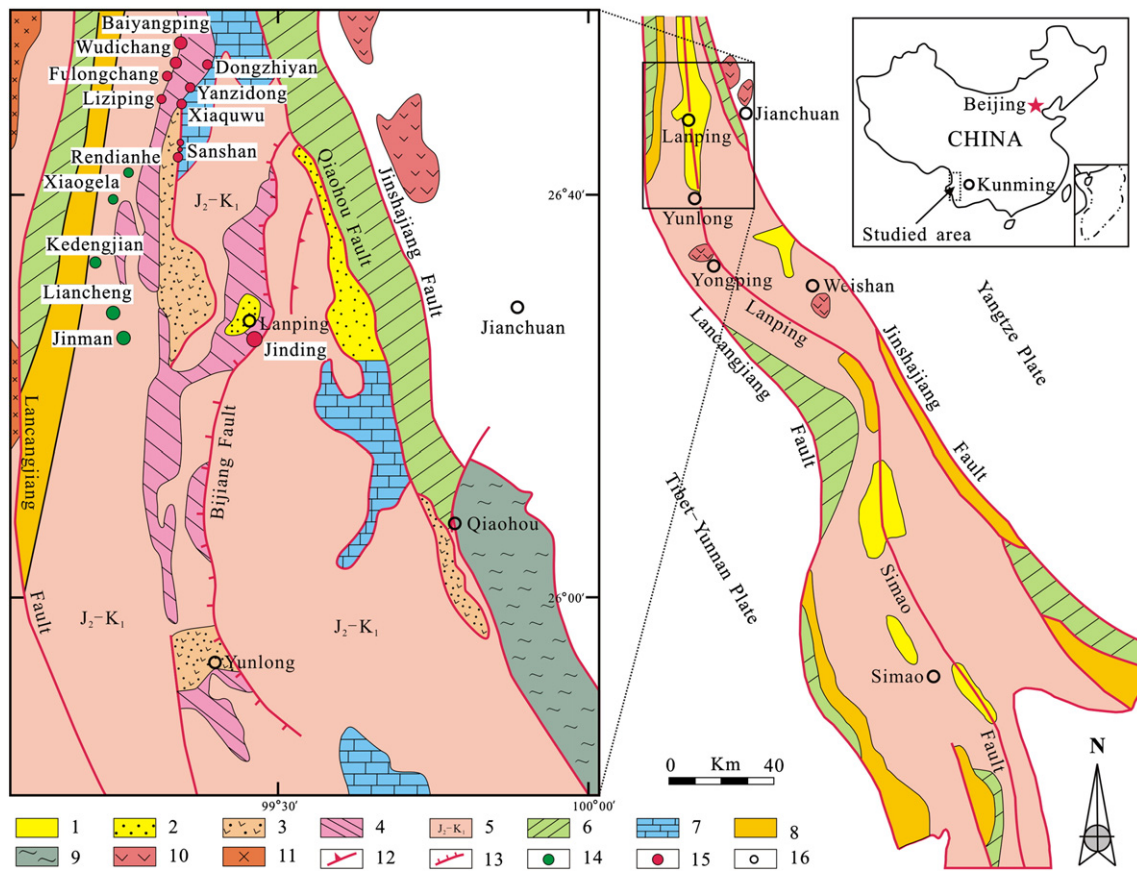 Baiyangping
Wudichang
Fulongchang
Dongzhiyan
Liziping
Yanzidong
Xiaquwu
Sanshan
Rendianhe
Xiaogela
J₂–K₁
Kedengjian
Liancheng
Jinman
Lanping
Jinding
Qiaohou Fault
Jinshajiang
Fault
Jianchuan
Lancangjiang
Fault
Bijiang Fault
Qiaohou
J₂–K₁
J₂–K₁
Yunlong
26°40′
26°00′
99°30′
100°00′
Jianchuan
Lanping
Yunlong
Yongping
Weishan
Lanping
Lancangjiang
Fault
Jinshajiang
Fault
Yangtze Plate
Tibet–Yunnan Plate
Simao
Simao
Fault
Beijing
CHINA
Kunming
Studied area
0 Km 40
N
1 2 3 4 J₂–K₁ 5 6 7 8
9 10 11 12 13 14 15 16